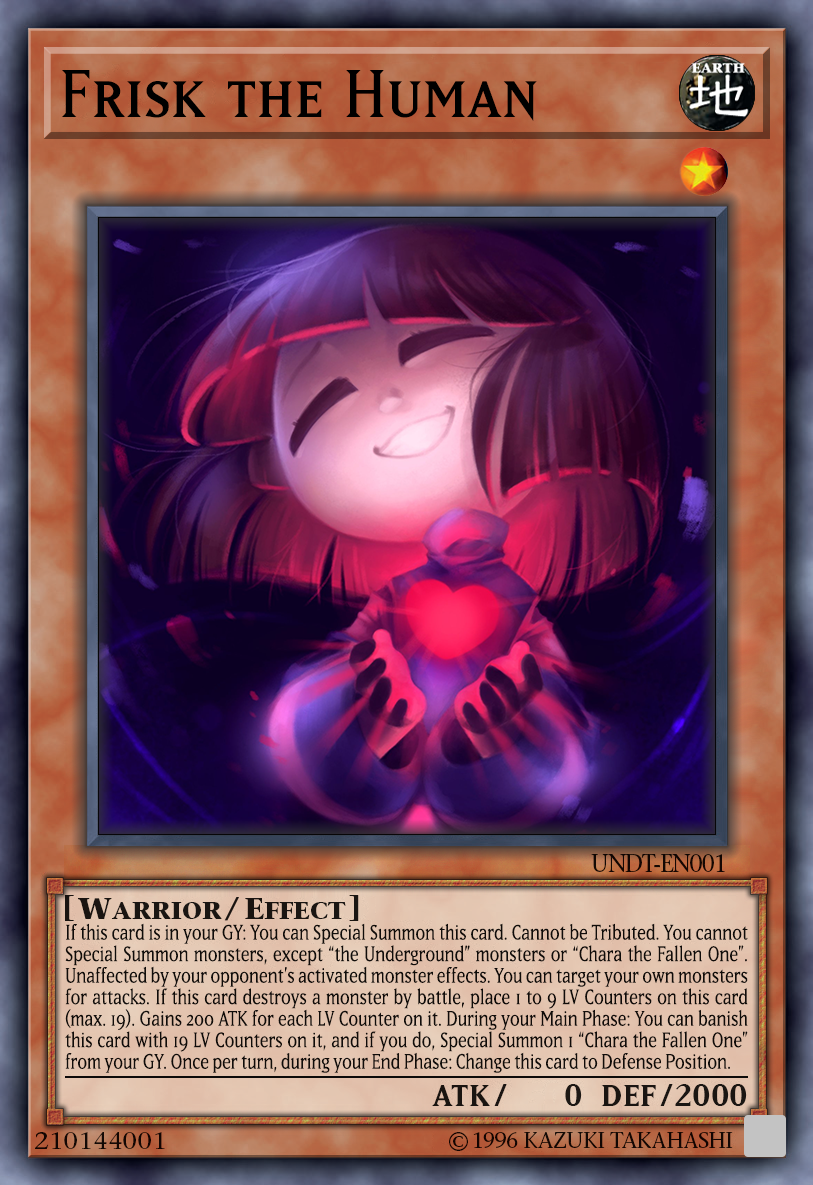 Frisk the Human
EARTH
地
UNDT-EN001
[Warrior/Effect]
If this card is in your GY: You can Special Summon this card. Cannot be Tributed. You cannot
Special Summon monsters, except “the Underground” monsters or “Chara the Fallen One”.
Unaffected by your opponent's activated monster effects. You can target your own monsters
for attacks. If this card destroys a monster by battle, place 1 to 9 LV Counters on this card
(max. 19). Gains 200 ATK for each LV Counter on it. During your Main Phase: You can banish
this card with 19 LV Counters on it, and if you do, Special Summon 1 “Chara the Fallen One”
from your GY. Once per turn, during your End Phase: Change this card to Defense Position.
ATK/ 0 DEF/2000
210144001 © 1996 KAZUKI TAKAHASHI